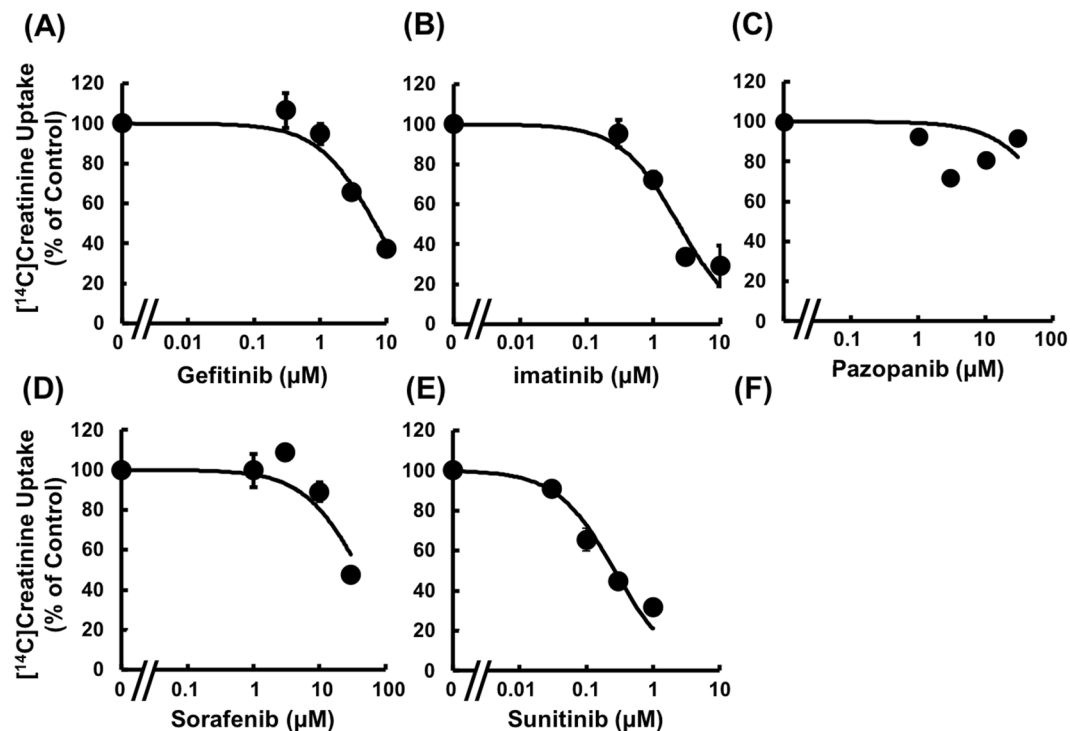 (A)
[¹⁴C]Creatinine Uptake
(% of Control)
120
100
80
60
40
20
0
0 0.01 0.1 1 10
Gefitinib (µM)
(B)
120
100
80
60
40
20
0
0 0.01 0.1 1 10
imatinib (µM)
(C)
120
100
80
60
40
20
0
0 0.1 1 10 100
Pazopanib (µM)
(D)
[¹⁴C]Creatinine Uptake
(% of Control)
120
100
80
60
40
20
0
0 0.1 1 10 100
Sorafenib (µM)
(E)
120
100
80
60
40
20
0
0 0.01 0.1 1 10
Sunitinib (µM)
(F)